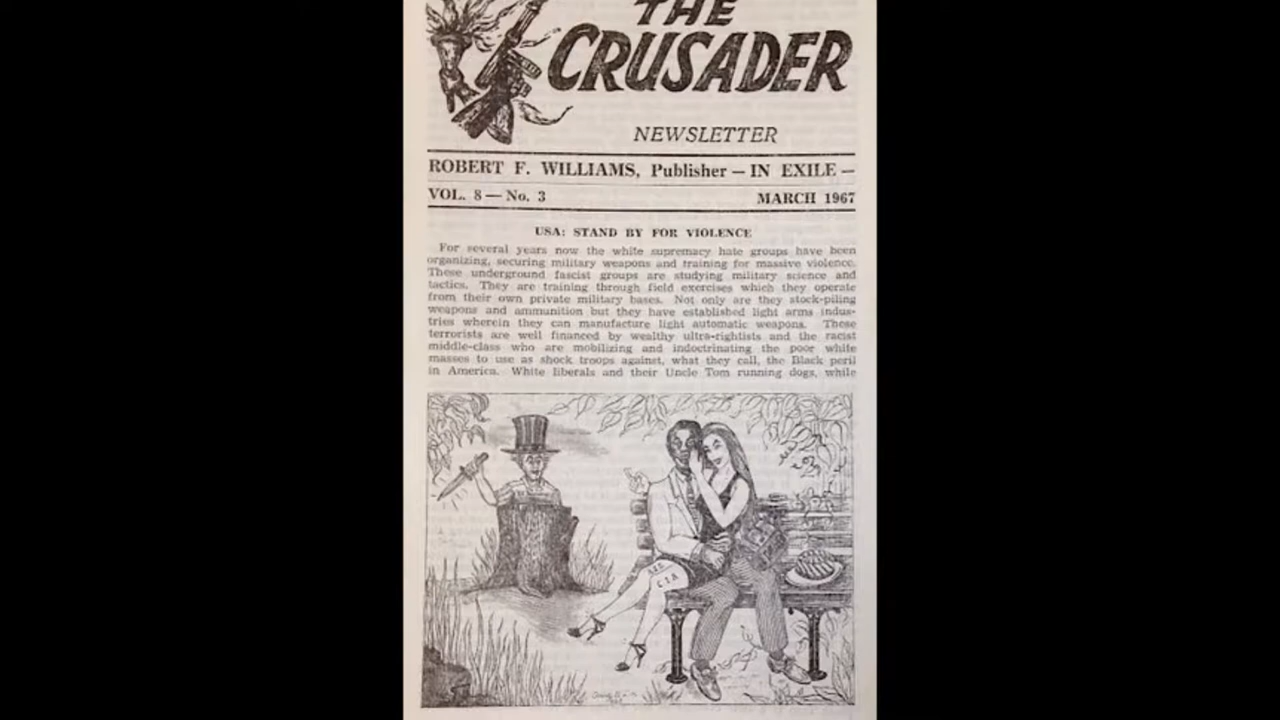 THE
CRUSADER
NEWSLETTER
ROBERT F. WILLIAMS, Publisher — IN EXILE —
VOL. 8 — No. 3 MARCH 1967
USA: STAND BY FOR VIOLENCE
For several years now the white supremacy hate groups have been
organizing, securing military weapons and training for massive violence.
These underground fascist groups are studying military science and
tactics. They are training through field exercises which they operate
from their own private military bases. Not only are they stock-piling
weapons and ammunition but they have established light arms indus-
tries wherein they can manufacture light automatic weapons. These
terrorists are well financed by wealthy ultra-rightists and the racist
middle-class who are mobilizing and indoctrinating the poor white
masses to use as shock troops against, what they call, the Black peril
in America. White liberals and their Uncle Tom running dogs, while
C.I.A.